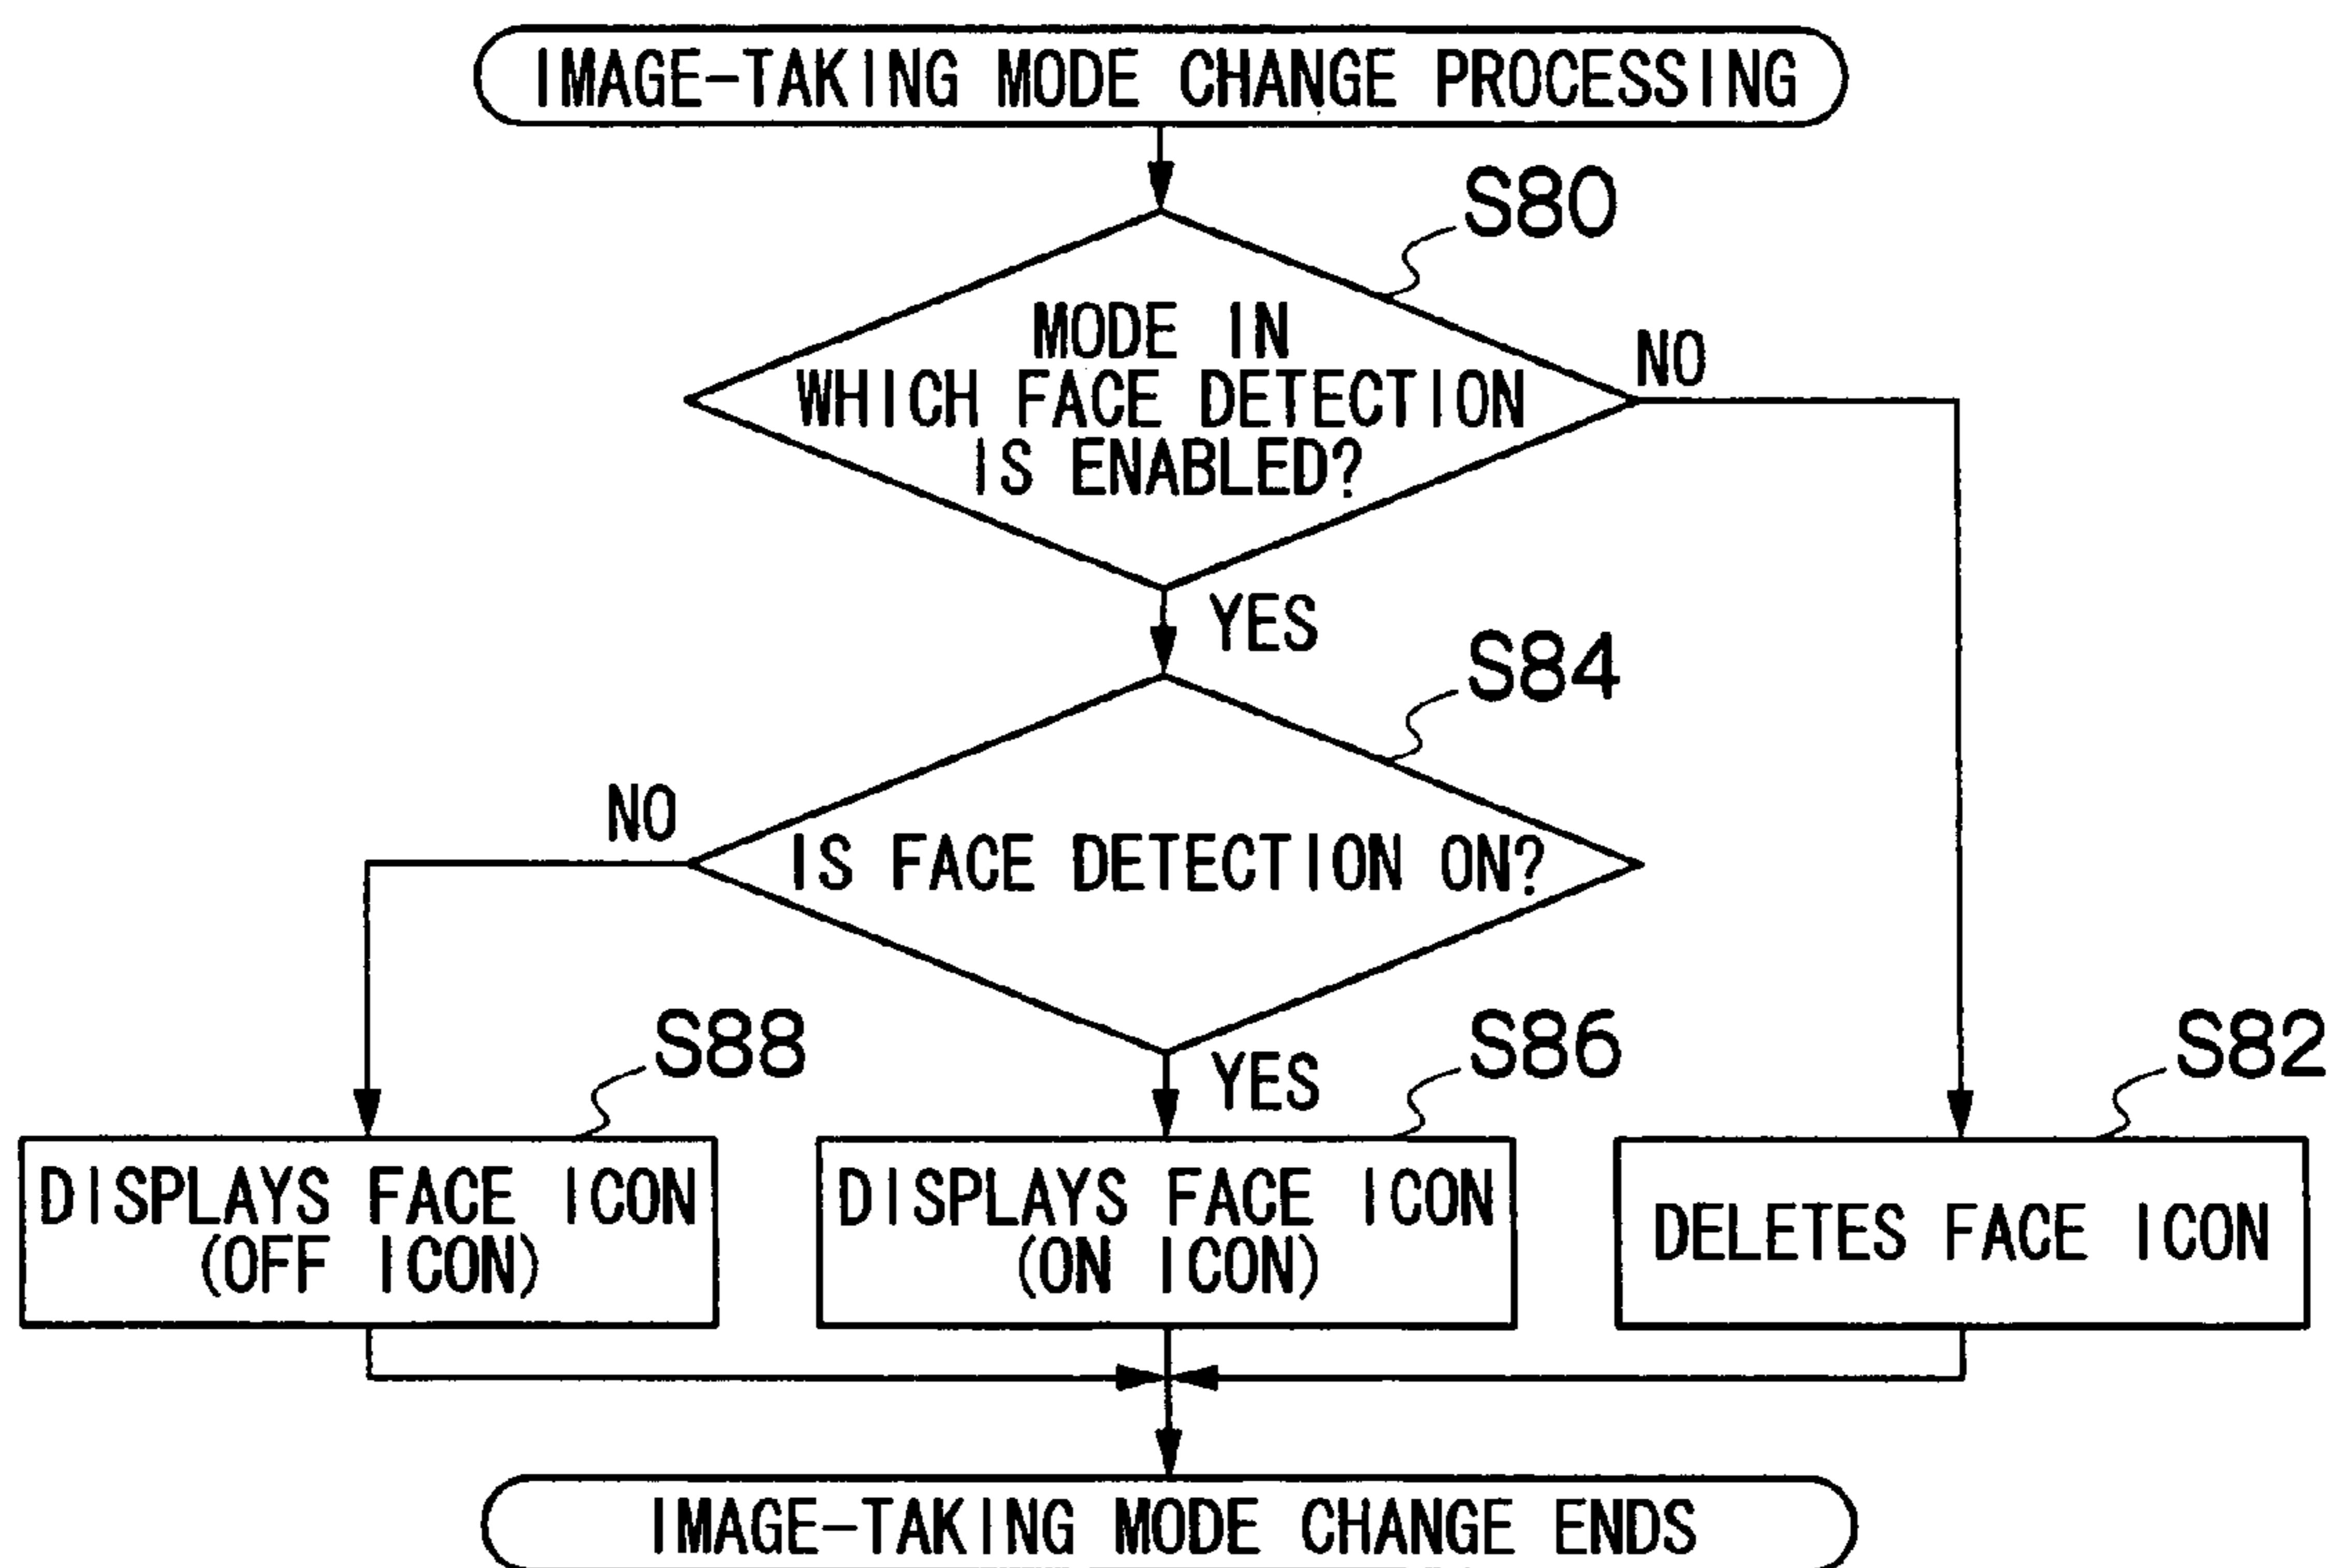 IMAGE-TAKING MODE CHANGE PROCESSING
S80
MODE IN
WHICH FACE DETECTION
IS ENABLED?
NO
YES
S84
NO
IS FACE DETECTION ON?
YES
S88
S86
S82
DISPLAYS FACE ICON
(OFF ICON)
DISPLAYS FACE ICON
(ON ICON)
DELETES FACE ICON
IMAGE-TAKING MODE CHANGE ENDS